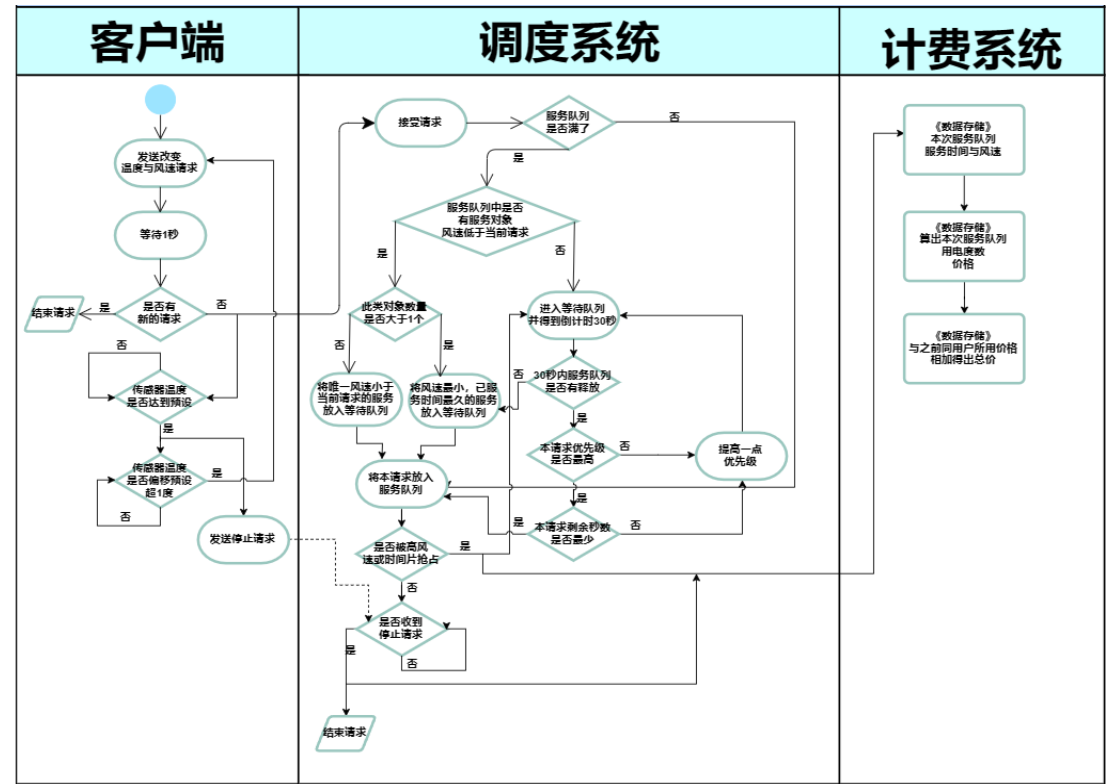 客户端
调度系统
计费系统
发送改变
温度与风速请求
等待1秒
是否有
新的请求
是
否
结束请求
否
传感器温度
是否达到预设
是
传感器温度
是否偏移预设
超1度
是
否
发送停止请求
接受请求
服务队列
是否满了
否
是
服务队列中是否
有服务对象
风速低于当前请求
是
否
此类对象数量
是否大于1个
否
是
将唯一风速小于
当前请求的服务
放入等待队列
将风速最小，已服
务时间最久的服务
放入等待队列
进入等待队列
并得到倒计时30秒
否
30秒内服务队列
是否有释放
是
本请求优先级
是否最高
否
提高一点
优先级
是
将本请求放入
服务队列
是
本请求剩余秒数
是否最少
否
是否被高风
速或时间片抢占
是
否
是否收到
停止请求
是
否
结束请求
《数据存储》
本次服务队列
服务时间与风速
《数据存储》
算出本次服务队列
用电度数
价格
《数据存储》
与之前同用户所用价格
相加得出总价